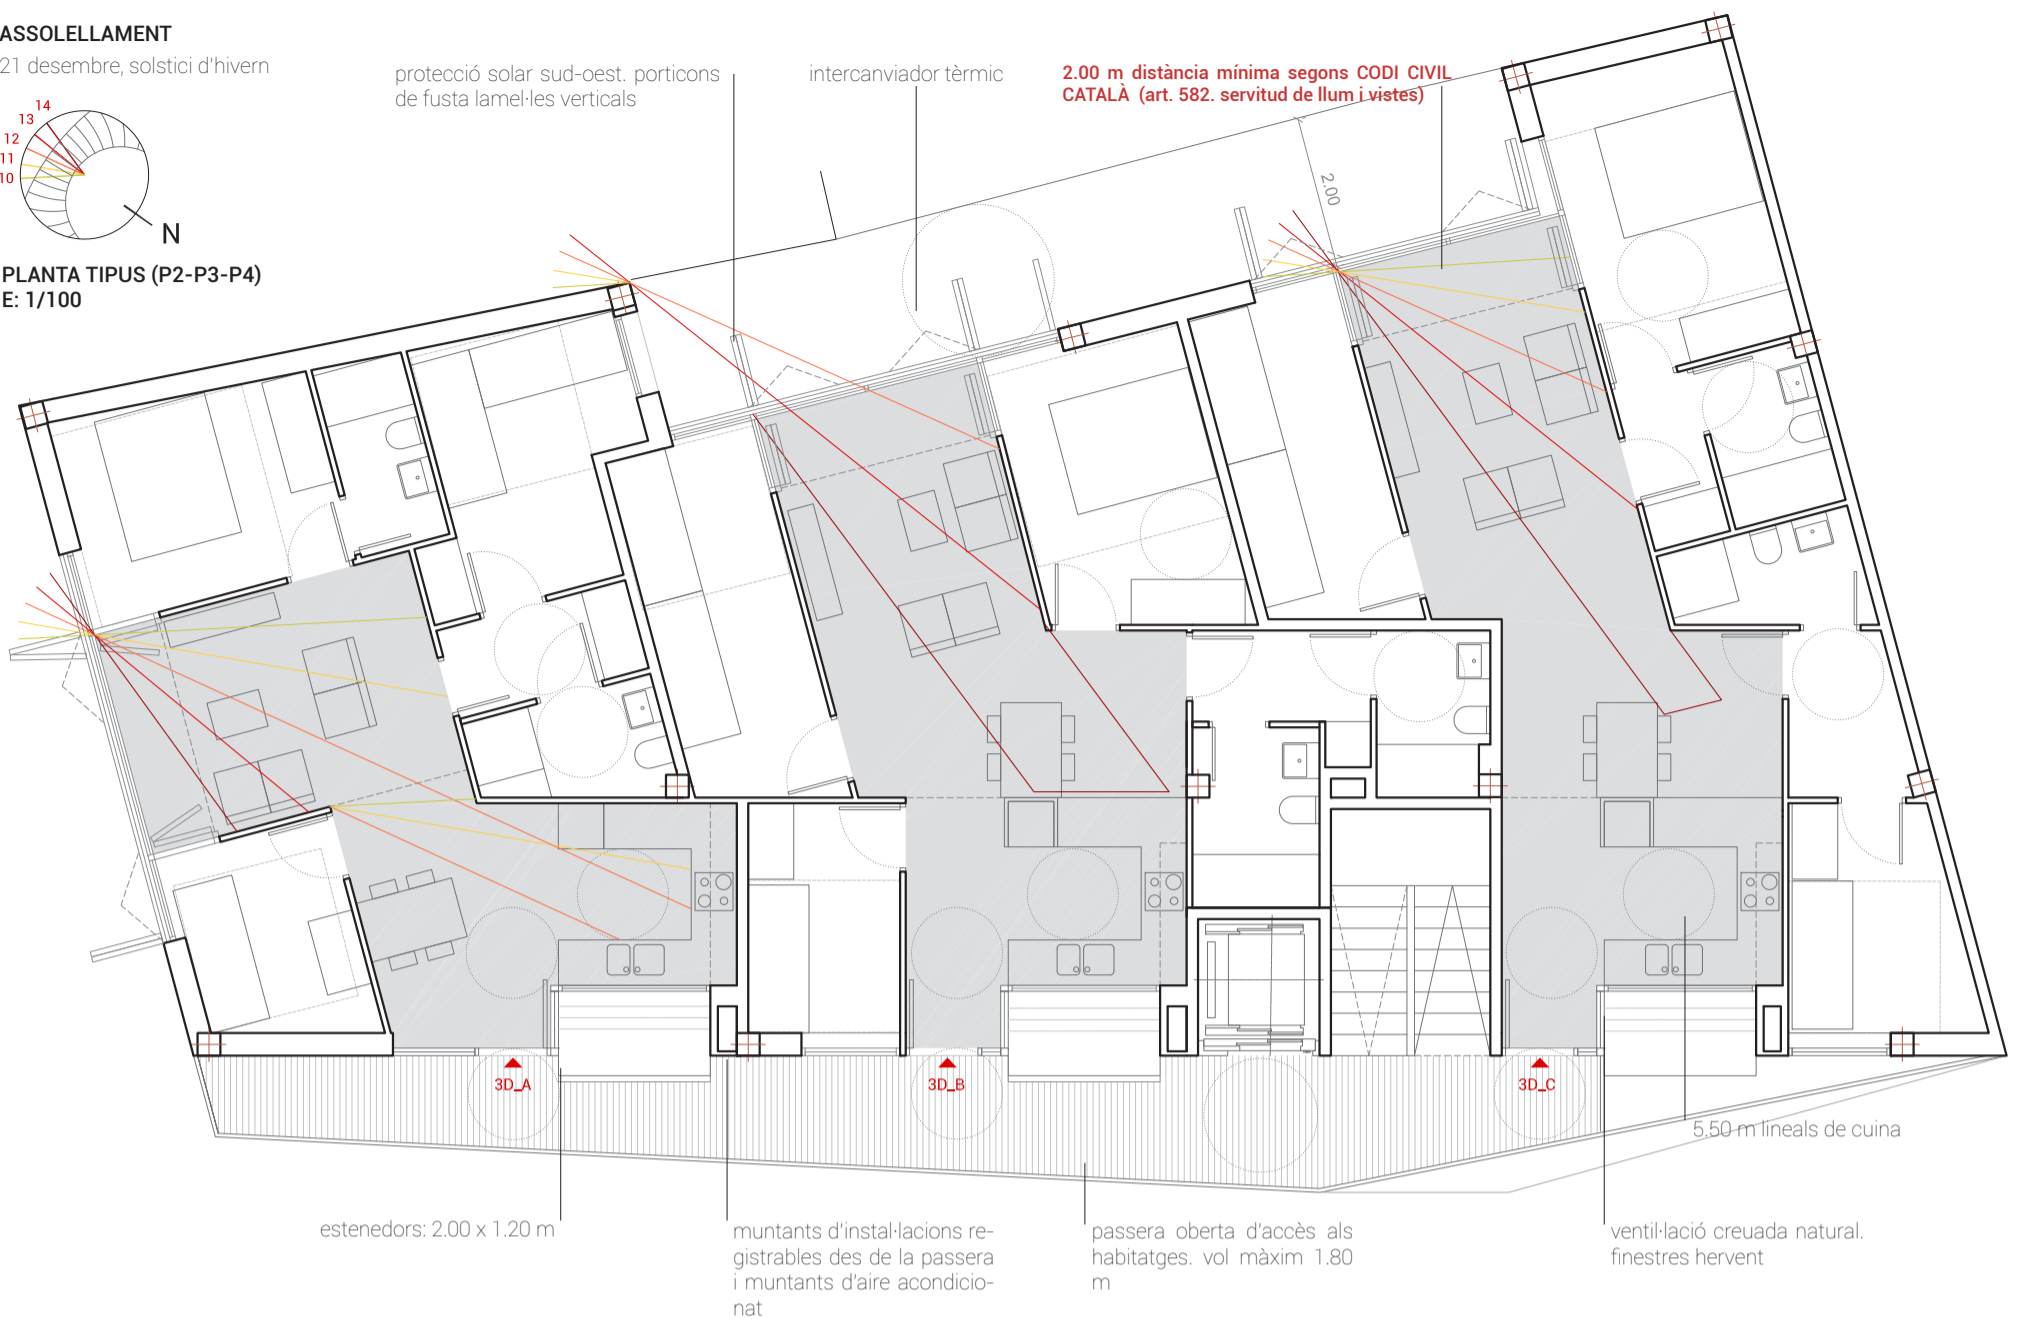 ASSOLELLAMENT
21 desembre, solstici d'hivern
14
13
12
11
10
N
PLANTA TIPUS (P2-P3-P4)
E: 1/100
protecció solar sud-oest. porticons
de fusta lamel·les verticals
intercanviador tèrmic
2.00 m distància mínima segons CODI CIVIL
CATALÀ (art. 582. servitud de llum i vistes)
2.00
3D_A
3D_B
3D_C
5.50 m lineals de cuina
estenedors: 2.00 x 1.20 m
muntants d'instal·lacions re-
gistrables des de la passera
i muntants d'aire acondicio-
nat
passera oberta d'accès als
habitatges. vol màxim 1.80
m
ventil·lació creuada natural.
finestres hervent